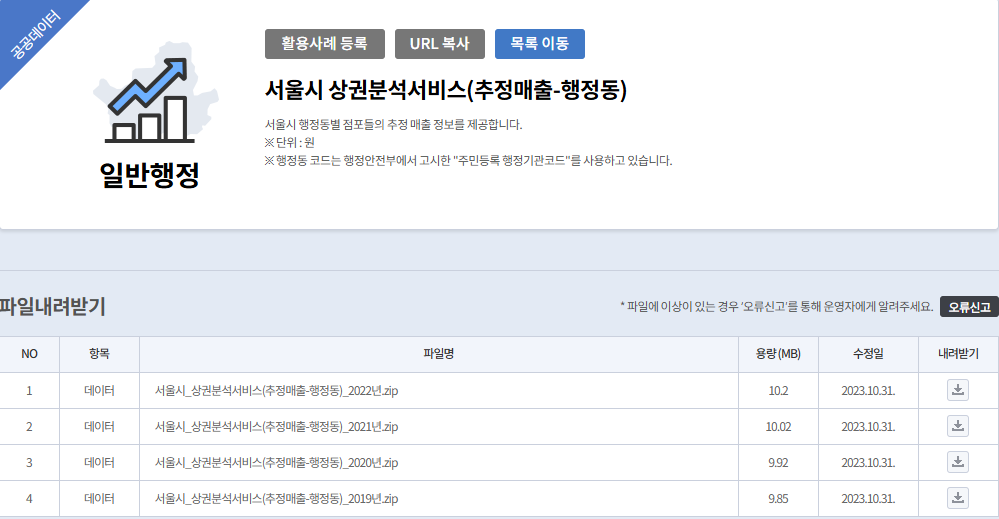 공공데이터
활용사례 등록 URL 복사 목록 이동
서울시 상권분석서비스(추정매출-행정동)
서울시 행정동별 점포들의 추정 매출 정보를 제공합니다.
※ 단위 : 원
※ 행정동 코드는 행정안전부에서 고시한 "주민등록 행정기관코드"를 사용하고 있습니다.
일반행정
파일내려받기
* 파일에 이상이 있는 경우 '오류신고'를 통해 운영자에게 알려주세요. 오류신고
NO 항목 파일명 용량 (MB) 수정일 내려받기
1 데이터 서울시_상권분석서비스(추정매출-행정동)_2022년.zip 10.2 2023.10.31.
2 데이터 서울시_상권분석서비스(추정매출-행정동)_2021년.zip 10.02 2023.10.31.
3 데이터 서울시_상권분석서비스(추정매출-행정동)_2020년.zip 9.92 2023.10.31.
4 데이터 서울시_상권분석서비스(추정매출-행정동)_2019년.zip 9.85 2023.10.31.